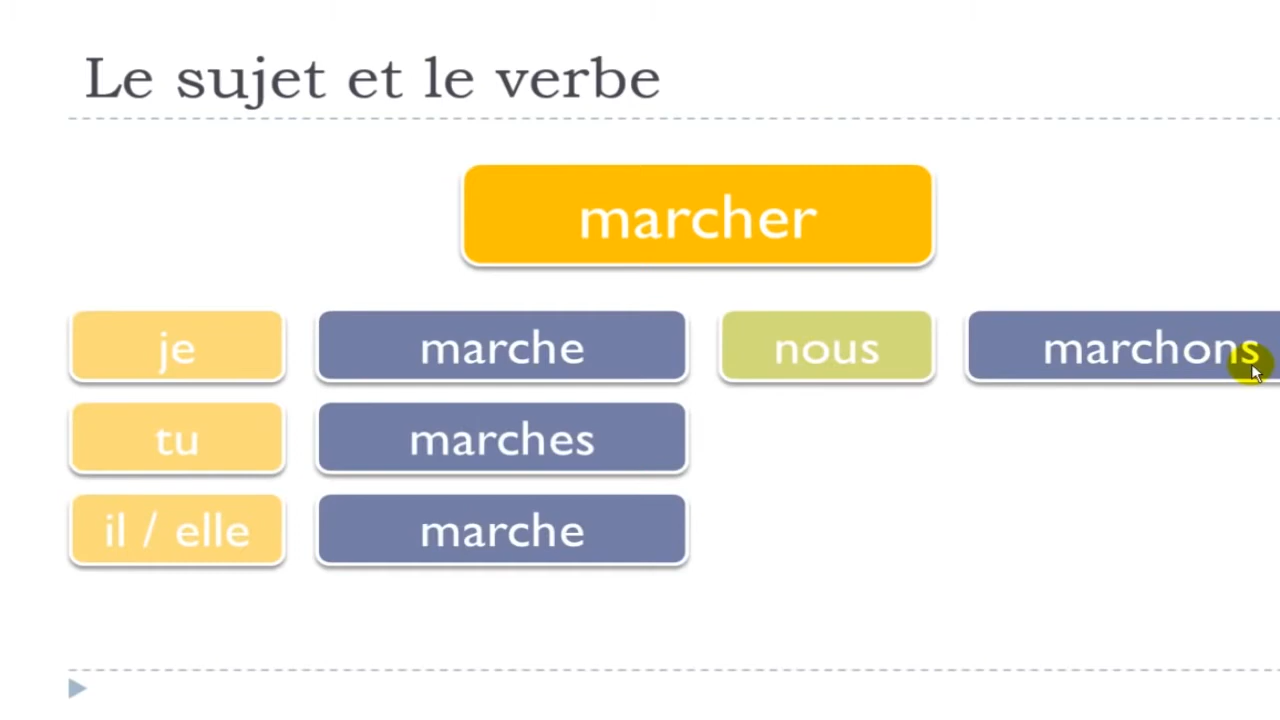 Le sujet et le verbe
marcher
je marche nous marchons
tu marches
il / elle marche